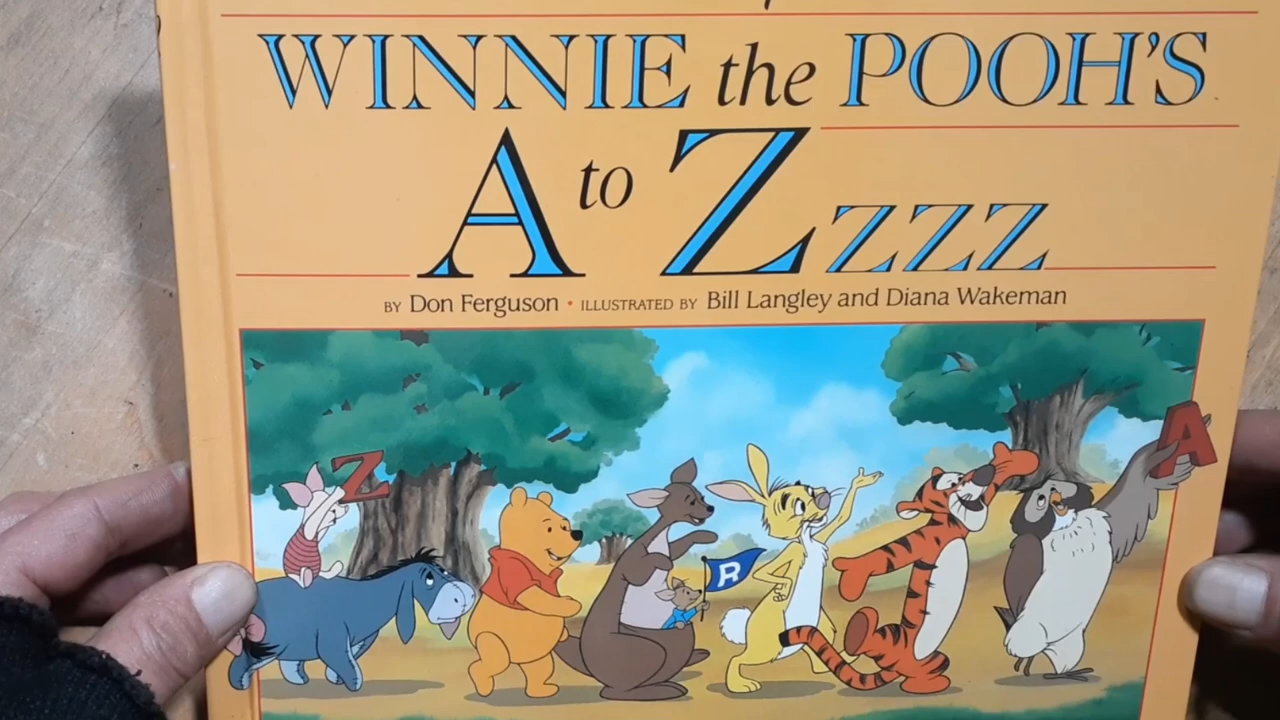 WINNIE the POOH'S
A to Zzzz
BY Don Ferguson • ILLUSTRATED BY Bill Langley and Diana Wakeman
Z
R
A